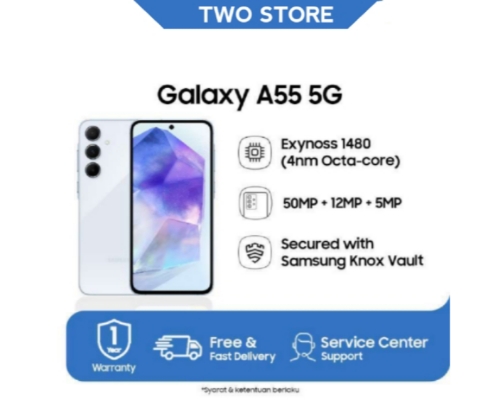 TWO STORE
Galaxy A55 5G
Exynoss 1480
(4nm Octa-core)
50MP + 12MP + 5MP
Secured with
Samsung Knox Vault
1
Year
Warranty
Free &
Fast Delivery
Service Center
Support
*Syarat & ketentuan berlaku